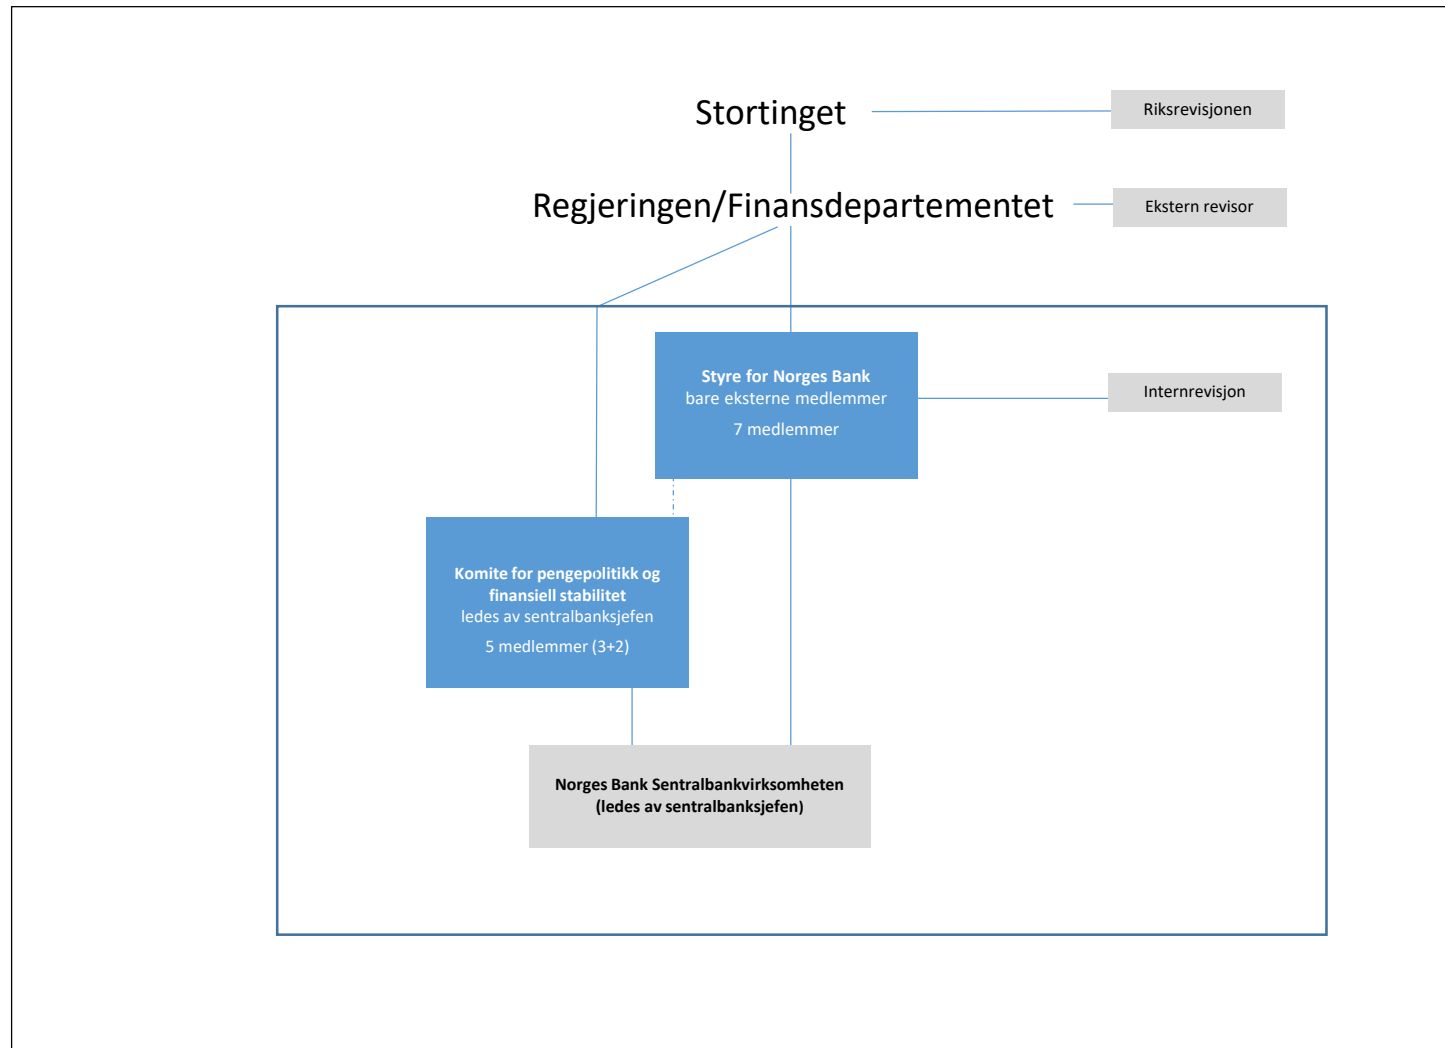 Stortinget
Riksrevisjonen
Regjeringen/Finansdepartementet
Ekstern revisor
Styre for Norges Bank
bare eksterne medlemmer
7 medlemmer
Internrevisjon
Komite for pengepolitikk og
finansiell stabilitet
ledes av sentralbanksjefen
5 medlemmer (3+2)
Norges Bank Sentralbankvirksomheten
(ledes av sentralbanksjefen)